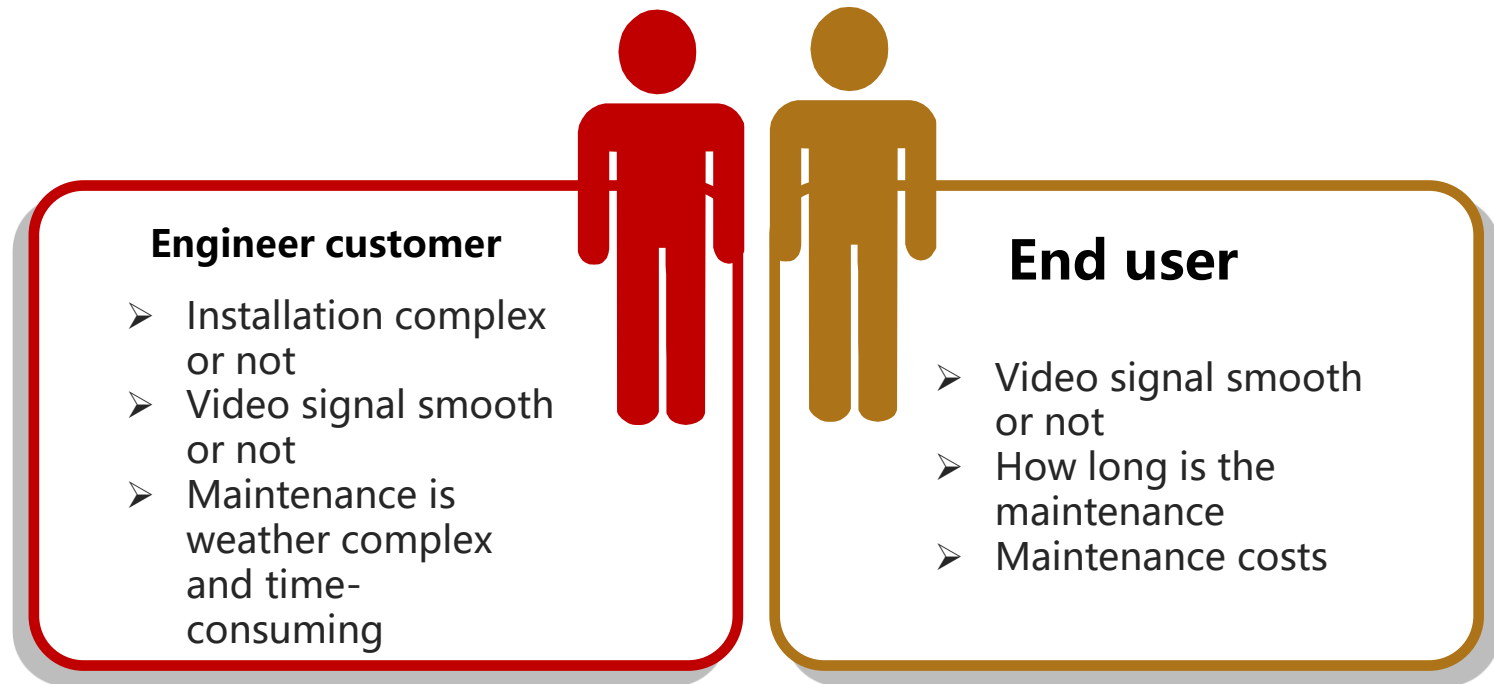 Engineer customer
➢ Installation complex
or not
➢ Video signal smooth
or not
➢ Maintenance is
weather complex
and time-
consuming
End user
➢ Video signal smooth
or not
➢ How long is the
maintenance
➢ Maintenance costs